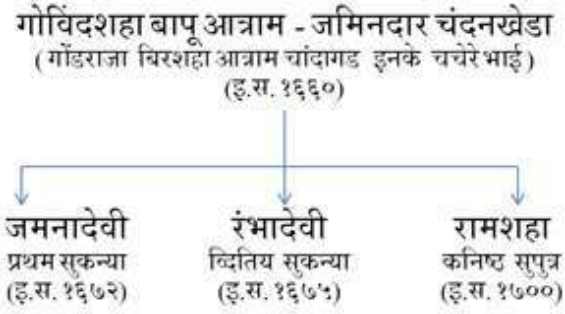 गोविंदशहा बापू आत्राम - जमिनदार चंदनखेडा
( गोंडराजा बिरशहा आत्राम चांदागड इनके चचेरे भाई )
(इ.स. १६६०)
जमनादेवी रंभादेवी रामशहा
प्रथम सुकन्या व्दितिय सुकन्या कनिष्ठ सुपुत्र
(इ.स. १६७२) (इ.स. १६७५) (इ.स. १७००)